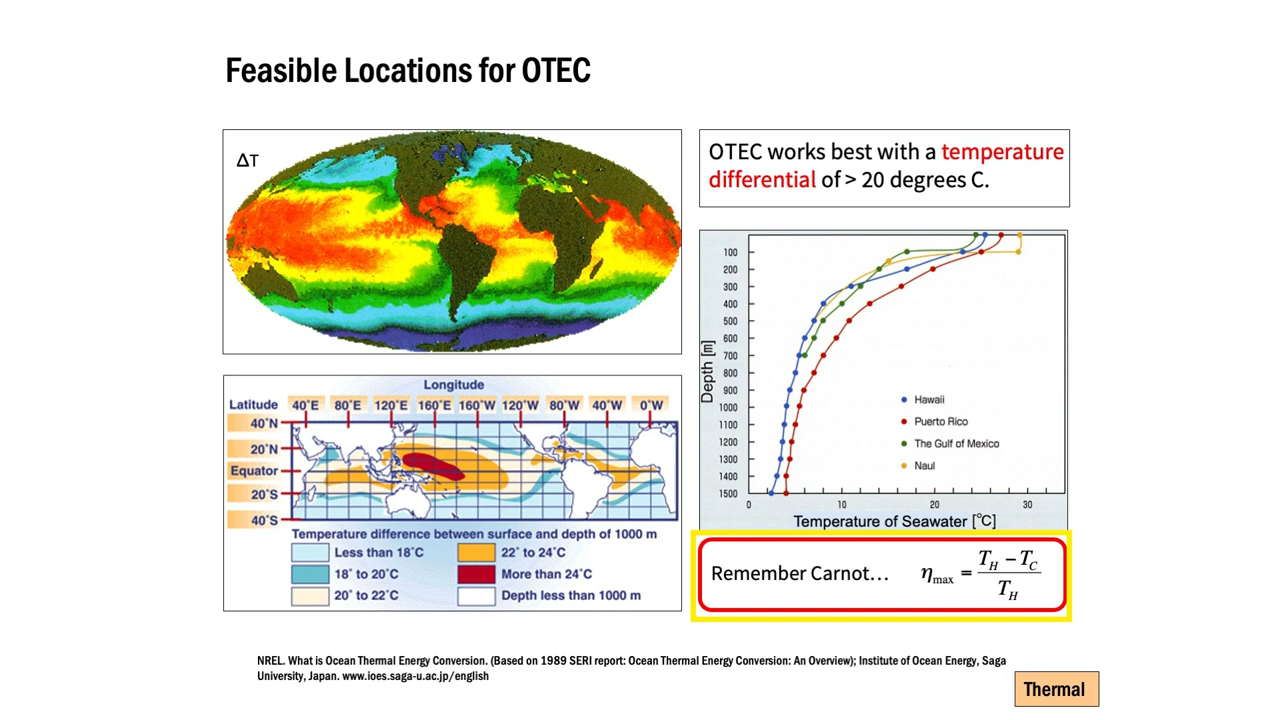 Feasible Locations for OTEC
ΔT
OTEC works best with a temperature
differential of > 20 degrees C.
Longitude
Latitude 40°E 80°E 120°E 160°E 160°W 120°W 80°W 40°W 0°W
40°N
20°N
Equator
20°S
40°S
Temperature difference between surface and depth of 1000 m
Less than 18°C 22° to 24°C
18° to 20°C More than 24°C
20° to 22°C Depth less than 1000 m
Depth [m]
100
200
300
400
500
600
700
800
900
1000
1100
1200
1300
1400
1500
Hawaii
Puerto Rico
The Gulf of Mexico
Naul
0 10 20 30
Temperature of Seawater [°C]
Remember Carnot… η max = T H − T C / T H
NREL. What is Ocean Thermal Energy Conversion. (Based on 1989 SERI report: Ocean Thermal Energy Conversion: An Overview); Institute of Ocean Energy, Saga
University, Japan. www.ioes.saga-u.ac.jp/english
Thermal